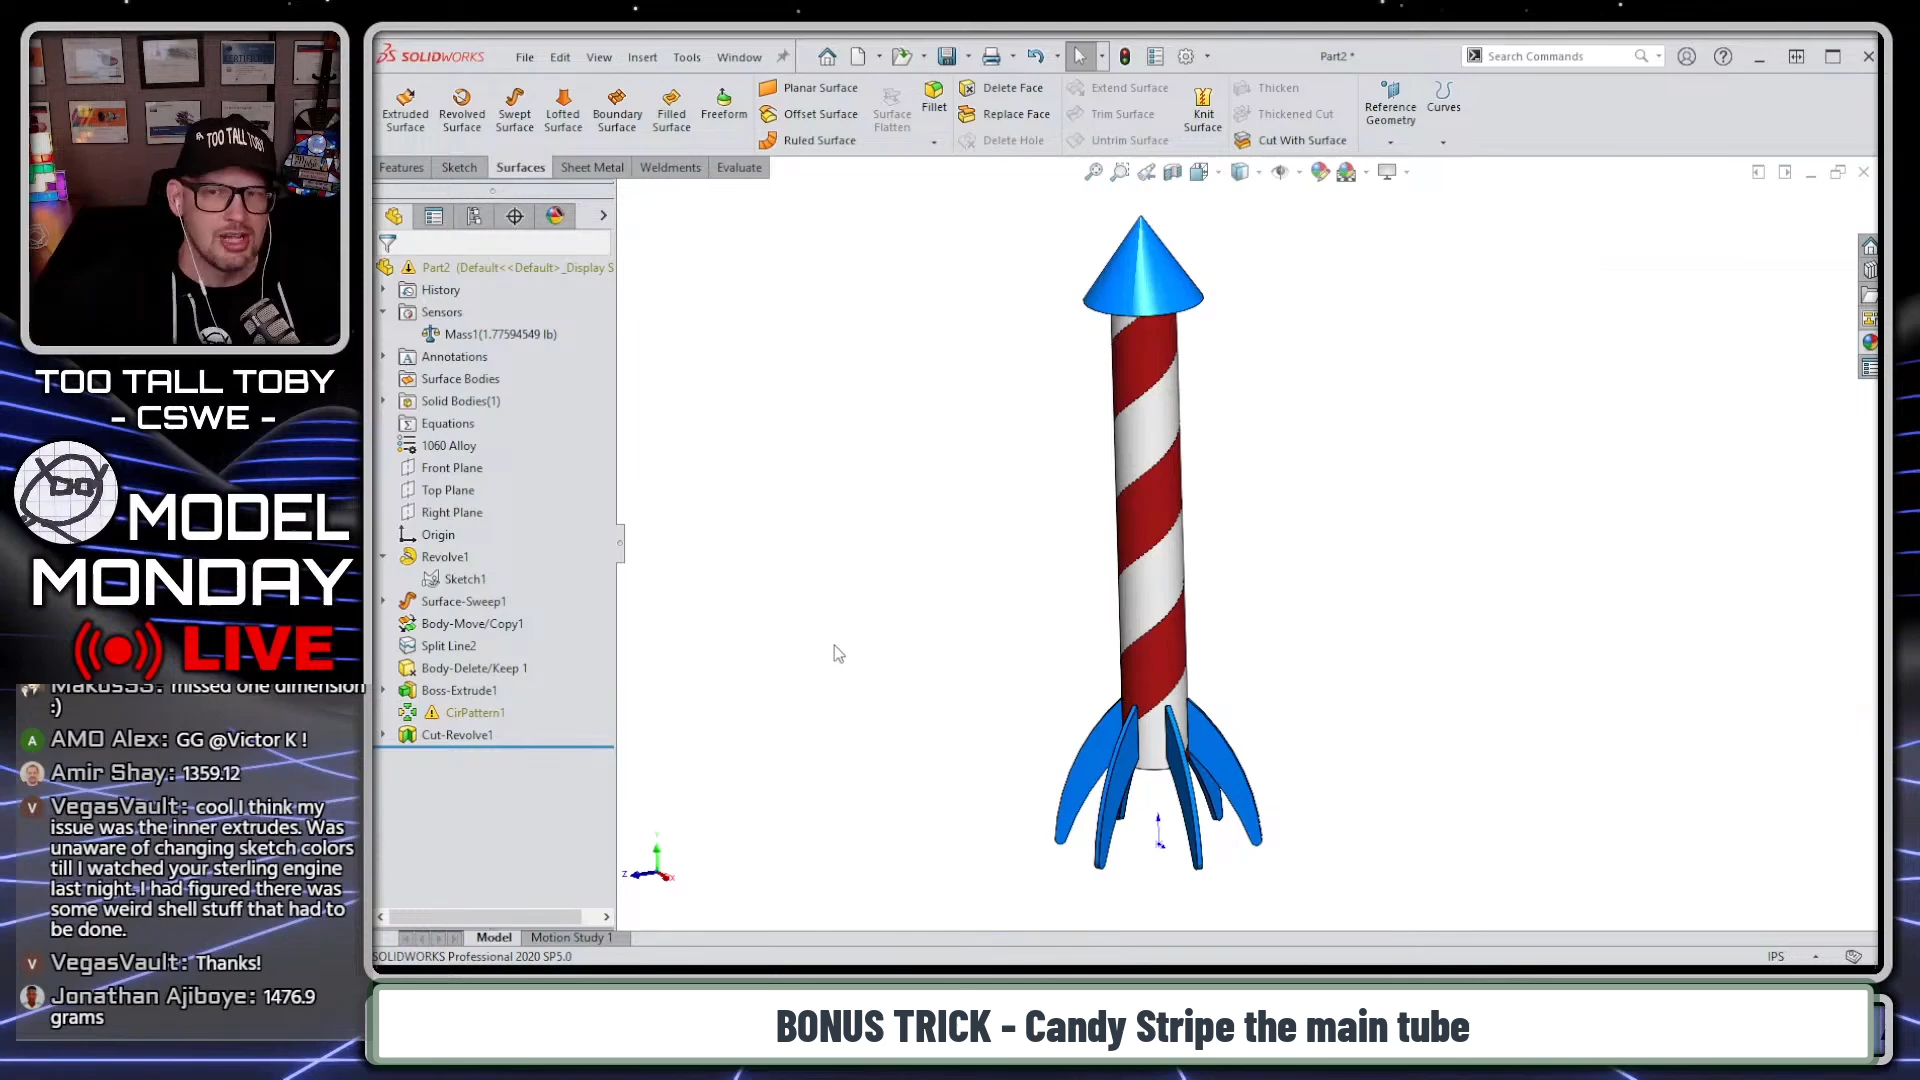 TOO TALL TOBY
TOO TALL TOBY
- CSWE -
MODEL
MONDAY
LIVE
Makus93: missed one dimension
:)
AMO Alex: GG @Victor K !
Amir Shay: 1359.12
VegasVault: cool I think my
issue was the inner extrudes. Was
unaware of changing sketch colors
till I watched your sterling engine
last night. I had figured there was
some weird shell stuff that had to
be done.
VegasVault: Thanks!
Jonathan Ajiboye: 1476.9
grams
SOLIDWORKS File Edit View Insert Tools Window Part2 * Search Commands
Extruded Surface
Revolved Surface
Swept Surface
Lofted Surface
Boundary Surface
Filled Surface
Freeform
Planar Surface
Offset Surface
Ruled Surface
Surface Flatten
Fillet
Delete Face
Replace Face
Delete Hole
Extend Surface
Trim Surface
Untrim Surface
Knit Surface
Thicken
Thickened Cut
Cut With Surface
Reference Geometry
Curves
Features Sketch Surfaces Sheet Metal Weldments Evaluate
Part2 (Default<<Default>_Display S
History
Sensors
Mass1(1.77594549 lb)
Annotations
Surface Bodies
Solid Bodies(1)
Equations
1060 Alloy
Front Plane
Top Plane
Right Plane
Origin
Revolve1
Sketch1
Surface-Sweep1
Body-Move/Copy1
Split Line2
Body-Delete/Keep 1
Boss-Extrude1
CirPattern1
Cut-Revolve1
Y
Z
X
Model Motion Study 1
SOLIDWORKS Professional 2020 SP5.0 IPS
BONUS TRICK - Candy Stripe the main tube